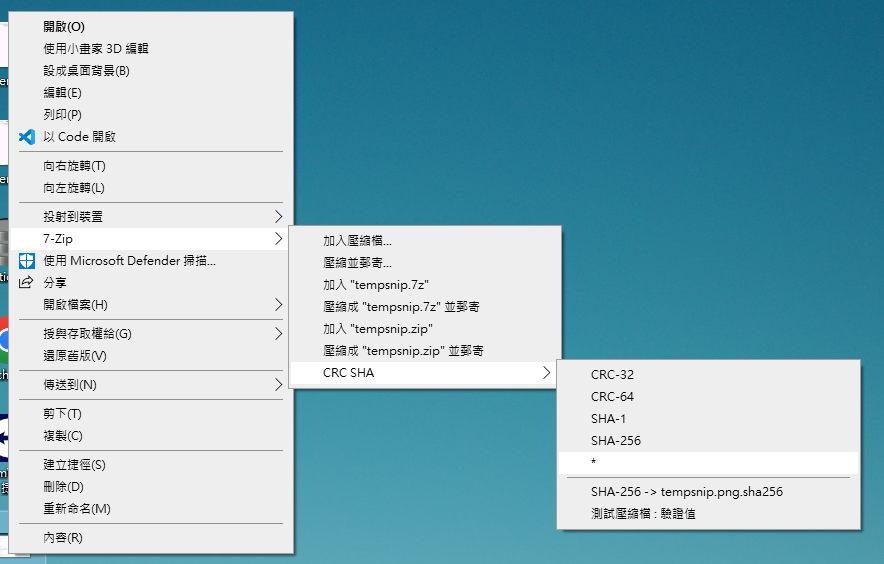 開啟(O)
使用小畫家 3D 編輯
設成桌面背景(B)
編輯(E)
列印(P)
以 Code 開啟
向右旋轉(T)
向左旋轉(L)
投射到裝置
7-Zip
使用 Microsoft Defender 掃描...
分享
開啟檔案(H)
授與存取權給(G)
還原舊版(V)
傳送到(N)
剪下(T)
複製(C)
建立捷徑(S)
刪除(D)
重新命名(M)
內容(R)
加入壓縮檔...
壓縮並郵寄...
加入 "tempsnip.7z"
壓縮成 "tempsnip.7z" 並郵寄
加入 "tempsnip.zip"
壓縮成 "tempsnip.zip" 並郵寄
CRC SHA
CRC-32
CRC-64
SHA-1
SHA-256
*
SHA-256 -> tempsnip.png.sha256
測試壓縮檔 : 驗證值